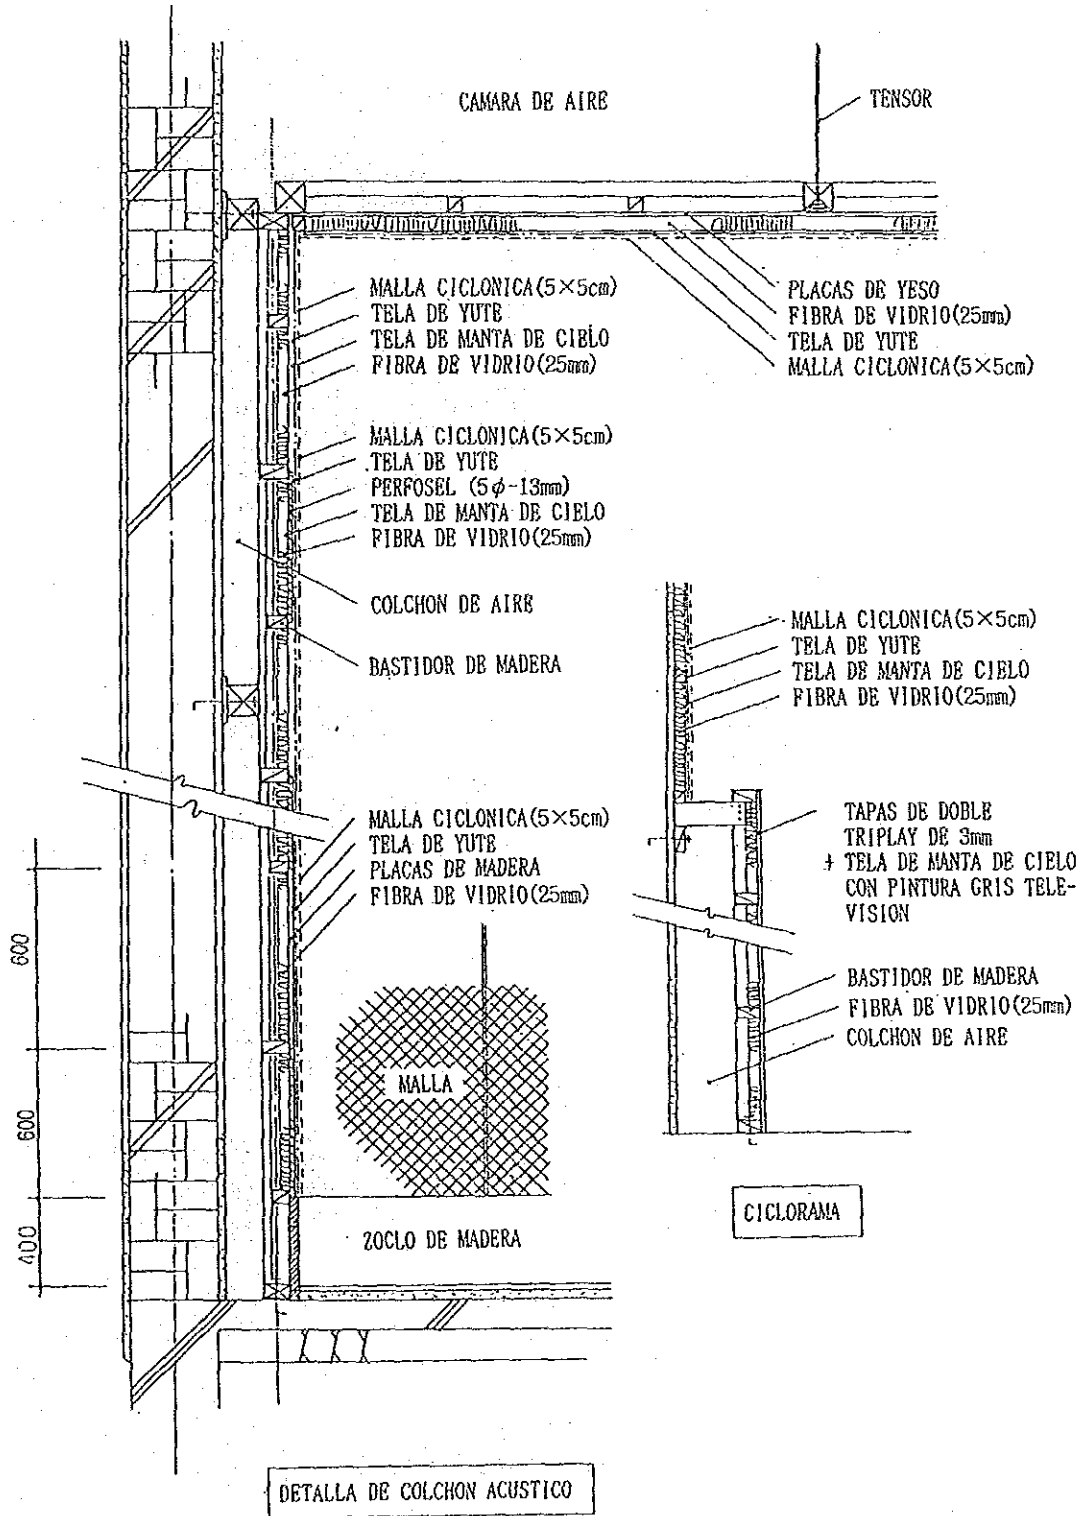 CAMARA DE AIRE
TENSOR
PLACAS DE YESO
FIBRA DE VIDRIO(25mm)
TELA DE YUTE
MALLA CICLONICA(5×5cm)
MALLA CICLONICA(5×5cm)
TELA DE YUTE
TELA DE MANTA DE CIELO
FIBRA DE VIDRIO(25mm)
MALLA CICLONICA(5×5cm)
TELA DE YUTE
PERFOSEL (5φ-13mm)
TELA DE MANTA DE CIELO
FIBRA DE VIDRIO(25mm)
COLCHON DE AIRE
BASTIDOR DE MADERA
MALLA CICLONICA(5×5cm)
TELA DE YUTE
PLACAS DE MADERA
FIBRA DE VIDRIO(25mm)
600
600
400
MALLA
ZOCLO DE MADERA
DETALLA DE COLCHON ACUSTICO
MALLA CICLONICA(5×5cm)
TELA DE YUTE
TELA DE MANTA DE CIELO
FIBRA DE VIDRIO(25mm)
TAPAS DE DOBLE
TRIPLAY DE 3mm
+ TELA DE MANTA DE CIELO
CON PINTURA GRIS TELE-
VISION
BASTIDOR DE MADERA
FIBRA DE VIDRIO(25mm)
COLCHON DE AIRE
CICLORAMA